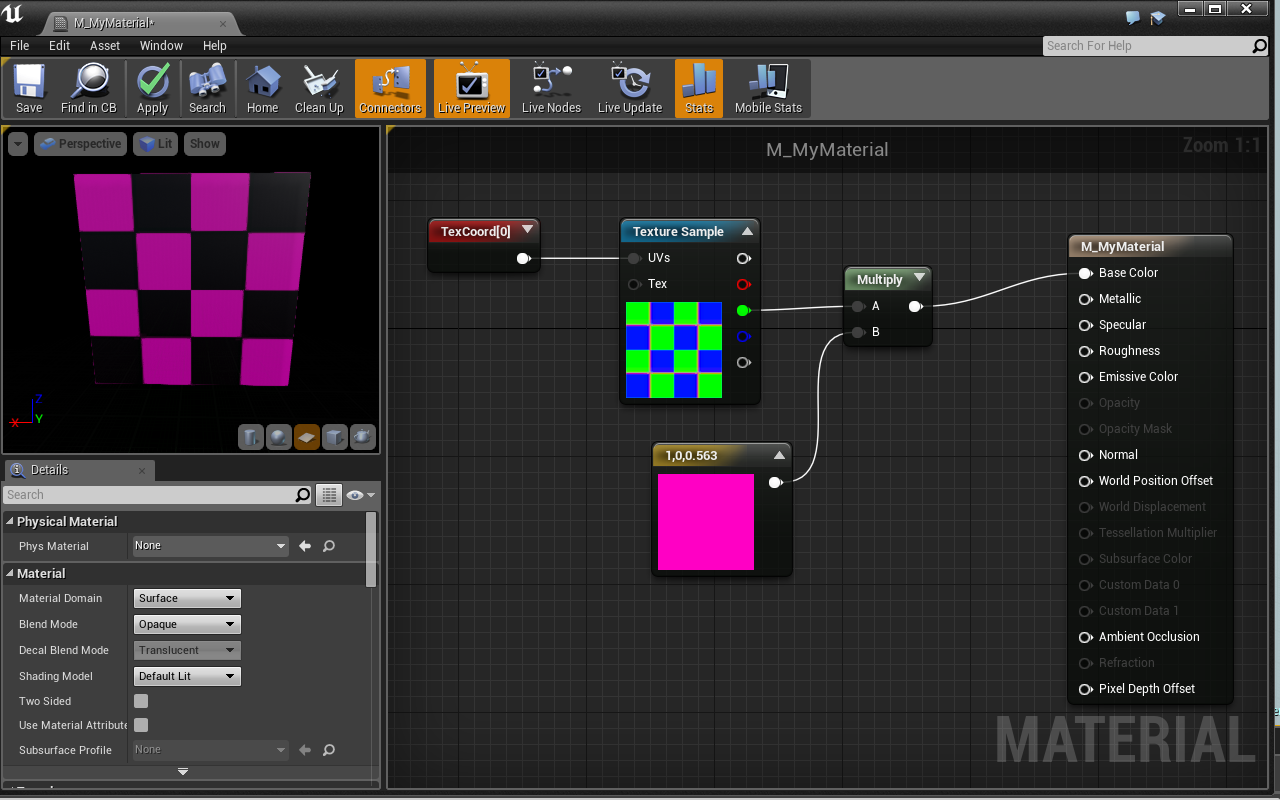 M_MyMaterial*
File Edit Asset Window Help
Search For Help
Save Find in CB Apply Search Home Clean Up Connectors Live Preview Live Nodes Live Update Stats Mobile Stats
Perspective Lit Show
M_MyMaterial
Zoom 1:1
TexCoord[0]
Texture Sample
UVs
Tex
Multiply
A
B
1,0,0.563
M_MyMaterial
Base Color
Metallic
Specular
Roughness
Emissive Color
Opacity
Opacity Mask
Normal
World Position Offset
World Displacement
Tessellation Multiplier
Subsurface Color
Custom Data 0
Custom Data 1
Ambient Occlusion
Refraction
Pixel Depth Offset
MATERIAL
Z
X
Y
Details
Search
Physical Material
Phys Material None
Material
Material Domain Surface
Blend Mode Opaque
Decal Blend Mode Translucent
Shading Model Default Lit
Two Sided
Use Material Attribute
Subsurface Profile None